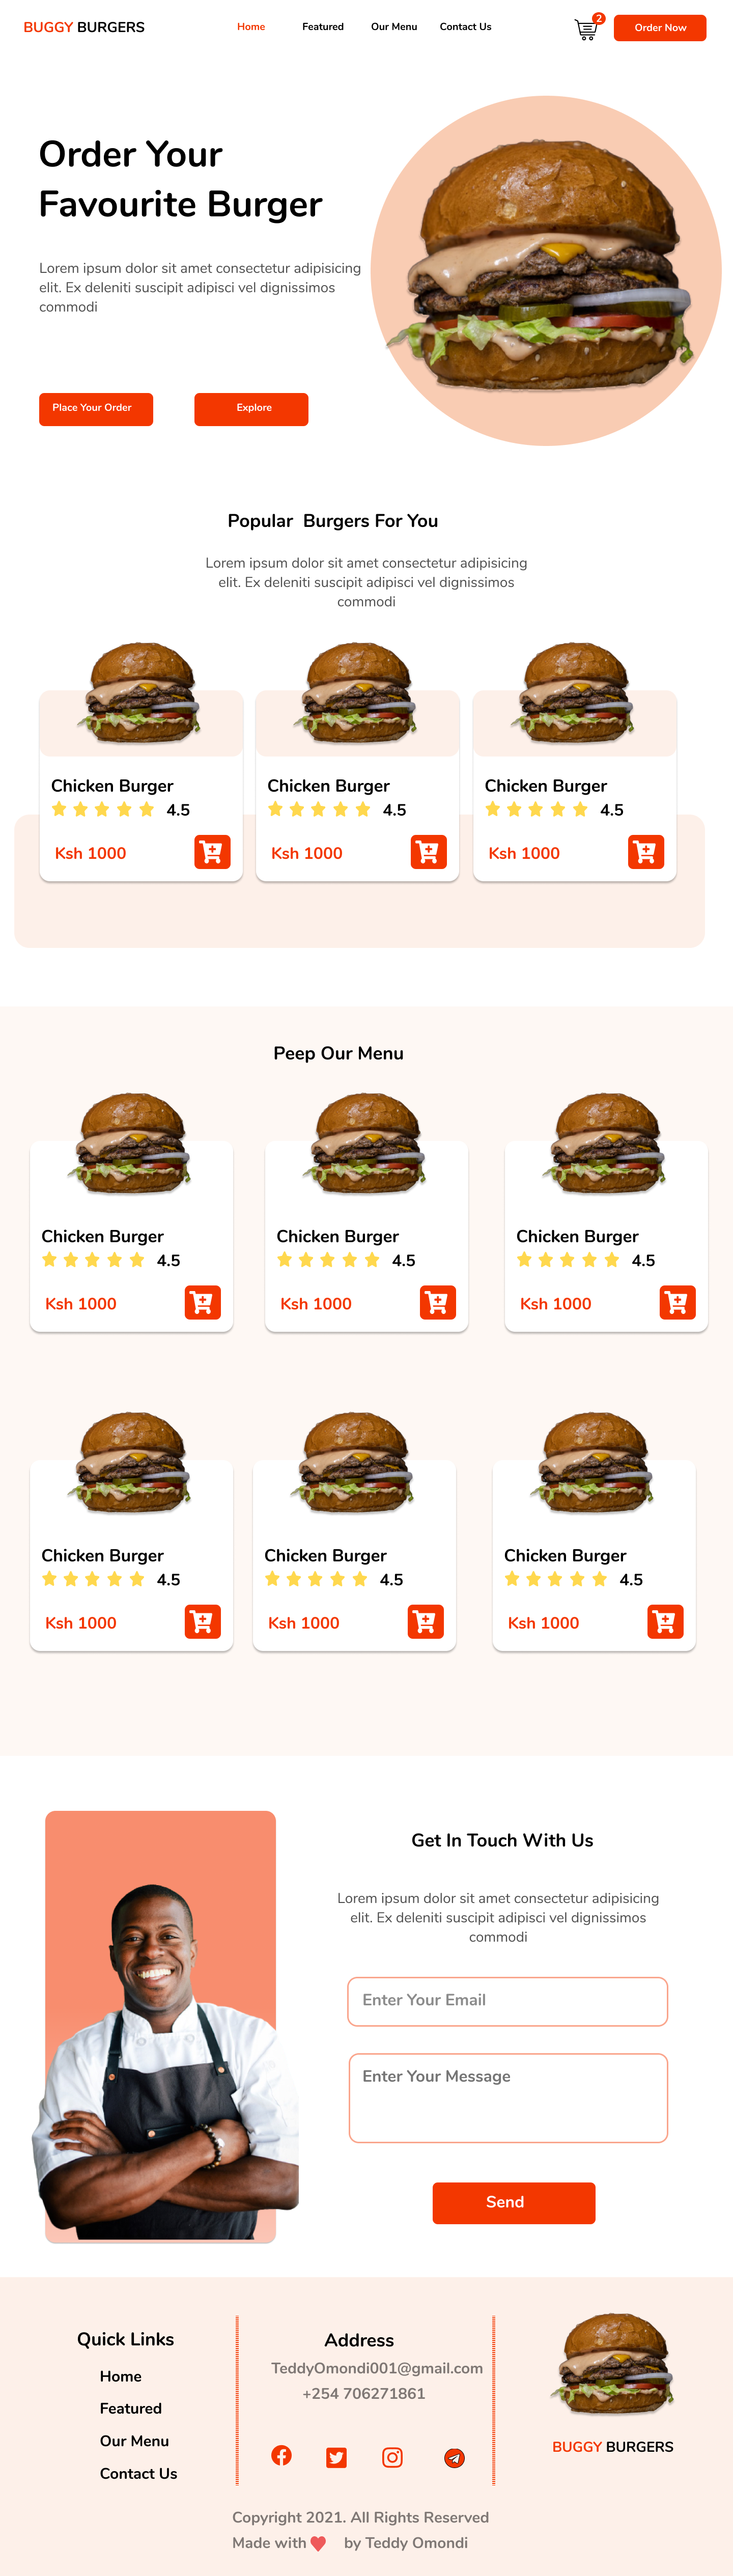 BUGGY BURGERS
Home
Featured
Our Menu
Contact Us
2
Order Now
Order Your
Favourite Burger
Lorem ipsum dolor sit amet consectetur adipisicing
elit. Ex deleniti suscipit adipisci vel dignissimos
commodi
Place Your Order
Explore
Popular  Burgers For You
Lorem ipsum dolor sit amet consectetur adipisicing
elit. Ex deleniti suscipit adipisci vel dignissimos
commodi
Chicken Burger
4.5
Ksh 1000
Chicken Burger
4.5
Ksh 1000
Chicken Burger
4.5
Ksh 1000
Peep Our Menu
Chicken Burger
4.5
Ksh 1000
Chicken Burger
4.5
Ksh 1000
Chicken Burger
4.5
Ksh 1000
Chicken Burger
4.5
Ksh 1000
Chicken Burger
4.5
Ksh 1000
Chicken Burger
4.5
Ksh 1000
Get In Touch With Us
Lorem ipsum dolor sit amet consectetur adipisicing
elit. Ex deleniti suscipit adipisci vel dignissimos
commodi
Enter Your Email
Enter Your Message
Send
Quick Links
Home
Featured
Our Menu
Contact Us
Address
TeddyOmondi001@gmail.com
+254 706271861
BUGGY BURGERS
Copyright 2021. All Rights Reserved
Made with by Teddy Omondi